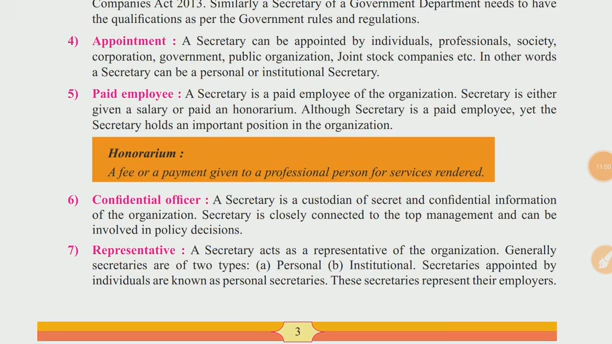 Companies Act 2013. Similarly a Secretary of a Government Department needs to have
the qualifications as per the Government rules and regulations.
4) Appointment : A Secretary can be appointed by individuals, professionals, society,
corporation, government, public organization, Joint stock companies etc. In other words
a Secretary can be a personal or institutional Secretary.
5) Paid employee : A Secretary is a paid employee of the organization. Secretary is either
given a salary or paid an honorarium. Although Secretary is a paid employee, yet the
Secretary holds an important position in the organization.
Honorarium :
A fee or a payment given to a professional person for services rendered.
6) Confidential officer : A Secretary is a custodian of secret and confidential information
of the organization. Secretary is closely connected to the top management and can be
involved in policy decisions.
7) Representative : A Secretary acts as a representative of the organization. Generally
secretaries are of two types: (a) Personal (b) Institutional. Secretaries appointed by
individuals are known as personal secretaries. These secretaries represent their employers.
3